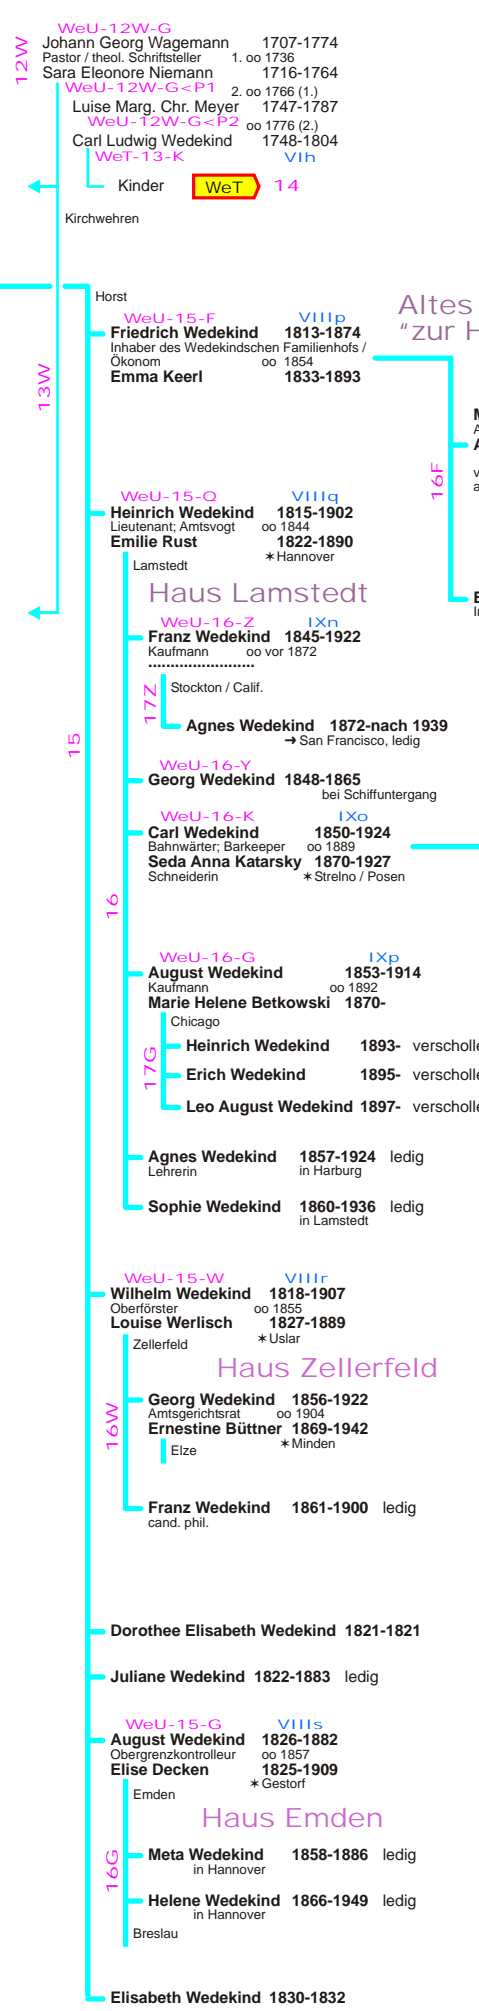 WeU-12W-G
12W
Johann Georg Wagemann 1707-1774
Pastor / theol. Schriftsteller 1. oo 1736
Sara Eleonore Niemann 1716-1764
WeU-12W-G<P1 2. oo 1766 (1.)
Luise Marg. Chr. Meyer 1747-1787
WeU-12W-G<P2 oo 1776 (2.)
Carl Ludwig Wedekind 1748-1804
WeT-13-K VIh
Kinder WeT 14
Kirchwehren
Horst
Altes
"zur H
WeU-15-F VIIIp
Friedrich Wedekind 1813-1874
Inhaber des Wedekindschen Familienhofs /
Ökonom oo 1854
Emma Keerl 1833-1893
13W
16F
WeU-15-Q VIIIq
Heinrich Wedekind 1815-1902
Lieutenant; Amtsvogt oo 1844
Emilie Rust 1822-1890
✶Hannover
Lamstedt
Haus Lamstedt
WeU-16-Z IXn
Franz Wedekind 1845-1922
Kaufmann oo vor 1872
........................
17Z
Stockton / Calif.
Agnes Wedekind 1872-nach 1939
→ San Francisco, ledig
15
WeU-16-Y
Georg Wedekind 1848-1865
bei Schiffuntergang
WeU-16-K IXo
Carl Wedekind 1850-1924
Bahnwärter; Barkeeper oo 1889
Seda Anna Katarsky 1870-1927
Schneiderin ✶Strelno / Posen
16
WeU-16-G IXp
August Wedekind 1853-1914
Kaufmann oo 1892
Marie Helene Betkowski 1870-
Chicago
17G
Heinrich Wedekind 1893- verscholle
Erich Wedekind 1895- verscholle
Leo August Wedekind 1897- verscholle
Agnes Wedekind 1857-1924 ledig
Lehrerin in Harburg
Sophie Wedekind 1860-1936 ledig
in Lamstedt
WeU-15-W VIIIr
Wilhelm Wedekind 1818-1907
Oberförster oo 1855
Louise Werlisch 1827-1889
✶Uslar
Zellerfeld
Haus Zellerfeld
16W
Georg Wedekind 1856-1922
Amtsgerichtsrat oo 1904
Ernestine Büttner 1869-1942
✶Minden
Elze
Franz Wedekind 1861-1900 ledig
cand. phil.
Dorothee Elisabeth Wedekind 1821-1821
Juliane Wedekind 1822-1883 ledig
WeU-15-G VIIIs
August Wedekind 1826-1882
Obergrenzkontrolleur oo 1857
Elise Decken 1825-1909
✶Gestorf
Emden
Haus Emden
16G
Meta Wedekind 1858-1886 ledig
in Hannover
Helene Wedekind 1866-1949 ledig
in Hannover
Breslau
Elisabeth Wedekind 1830-1832